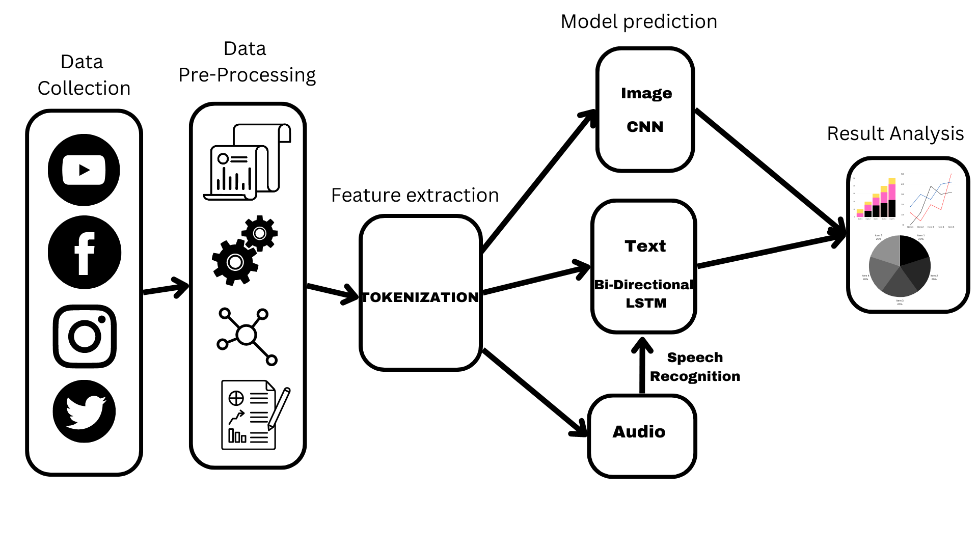 Data
Collection
Data
Pre-Processing
Feature extraction
TOKENIZATION
Model prediction
Image
CNN
Text
Bi-Directional
LSTM
Speech
Recognition
Audio
Result Analysis